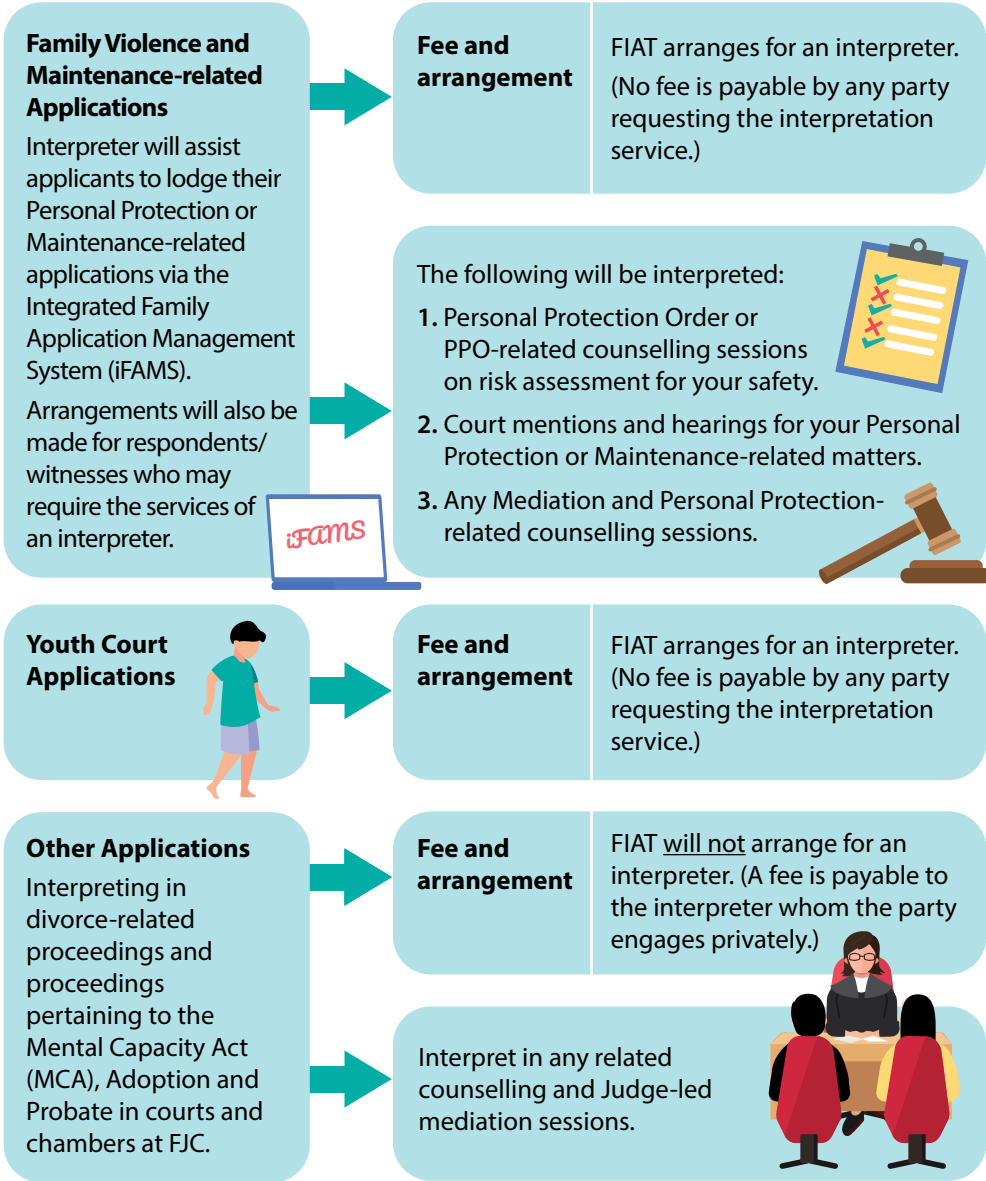 Family Violence and
Maintenance-related
Applications
Interpreter will assist
applicants to lodge their
Personal Protection or
Maintenance-related
applications via the
Integrated Family
Application Management
System (iFAMS).
Arrangements will also be
made for respondents/
witnesses who may
require the services of
an interpreter.
iFAMS
Fee and
arrangement
FIAT arranges for an interpreter.
(No fee is payable by any party
requesting the interpretation
service.)
The following will be interpreted:
1. Personal Protection Order or
PPO-related counselling sessions
on risk assessment for your safety.
2. Court mentions and hearings for your Personal
Protection or Maintenance-related matters.
3. Any Mediation and Personal Protection-
related counselling sessions.
Youth Court
Applications
Fee and
arrangement
FIAT arranges for an interpreter.
(No fee is payable by any party
requesting the interpretation
service.)
Other Applications
Interpreting in
divorce-related
proceedings and
proceedings
pertaining to the
Mental Capacity Act
(MCA), Adoption and
Probate in courts and
chambers at FJC.
Fee and
arrangement
FIAT will not arrange for an
interpreter. (A fee is payable to
the interpreter whom the party
engages privately.)
Interpret in any related
counselling and Judge-led
mediation sessions.